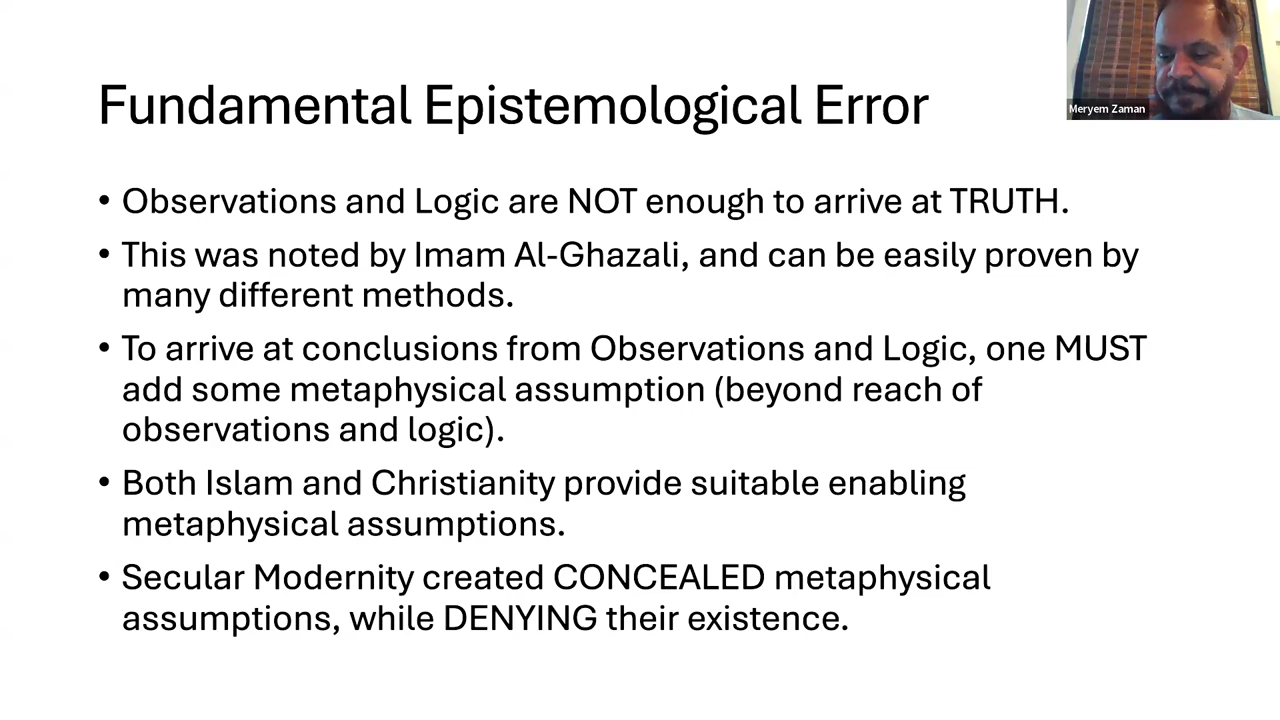 Meryem Zaman
Fundamental Epistemological Error
• Observations and Logic are NOT enough to arrive at TRUTH.
• This was noted by Imam Al-Ghazali, and can be easily proven by
many different methods.
• To arrive at conclusions from Observations and Logic, one MUST
add some metaphysical assumption (beyond reach of
observations and logic).
• Both Islam and Christianity provide suitable enabling
metaphysical assumptions.
• Secular Modernity created CONCEALED metaphysical
assumptions, while DENYING their existence.